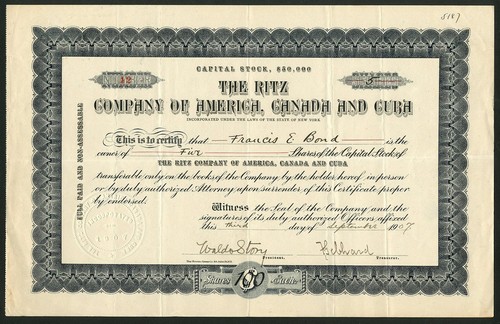 5187
CAPITAL STOCK, $50,000
NUMBER 12
5
THE RITZ
COMPANY OF AMERICA, CANADA AND CUBA
INCORPORATED UNDER THE LAWS OF THE STATE OF NEW YORK
This is to certify that Francis E Bond is the
owner of Five Shares of the Capital Stock of
THE RITZ COMPANY OF AMERICA, CANADA AND CUBA
transferable only on the books of the Company by the holder hereof in person
or by duly authorized Attorney upon surrender of this Certificate properly
endorsed.
Witness the Seal of the Company and the
signatures of its duly authorized Officers, affixed
this third day of September 1907
Waldo Story
President.
SHARES $100 EACH
FULL PAID AND NON-ASSESSABLE